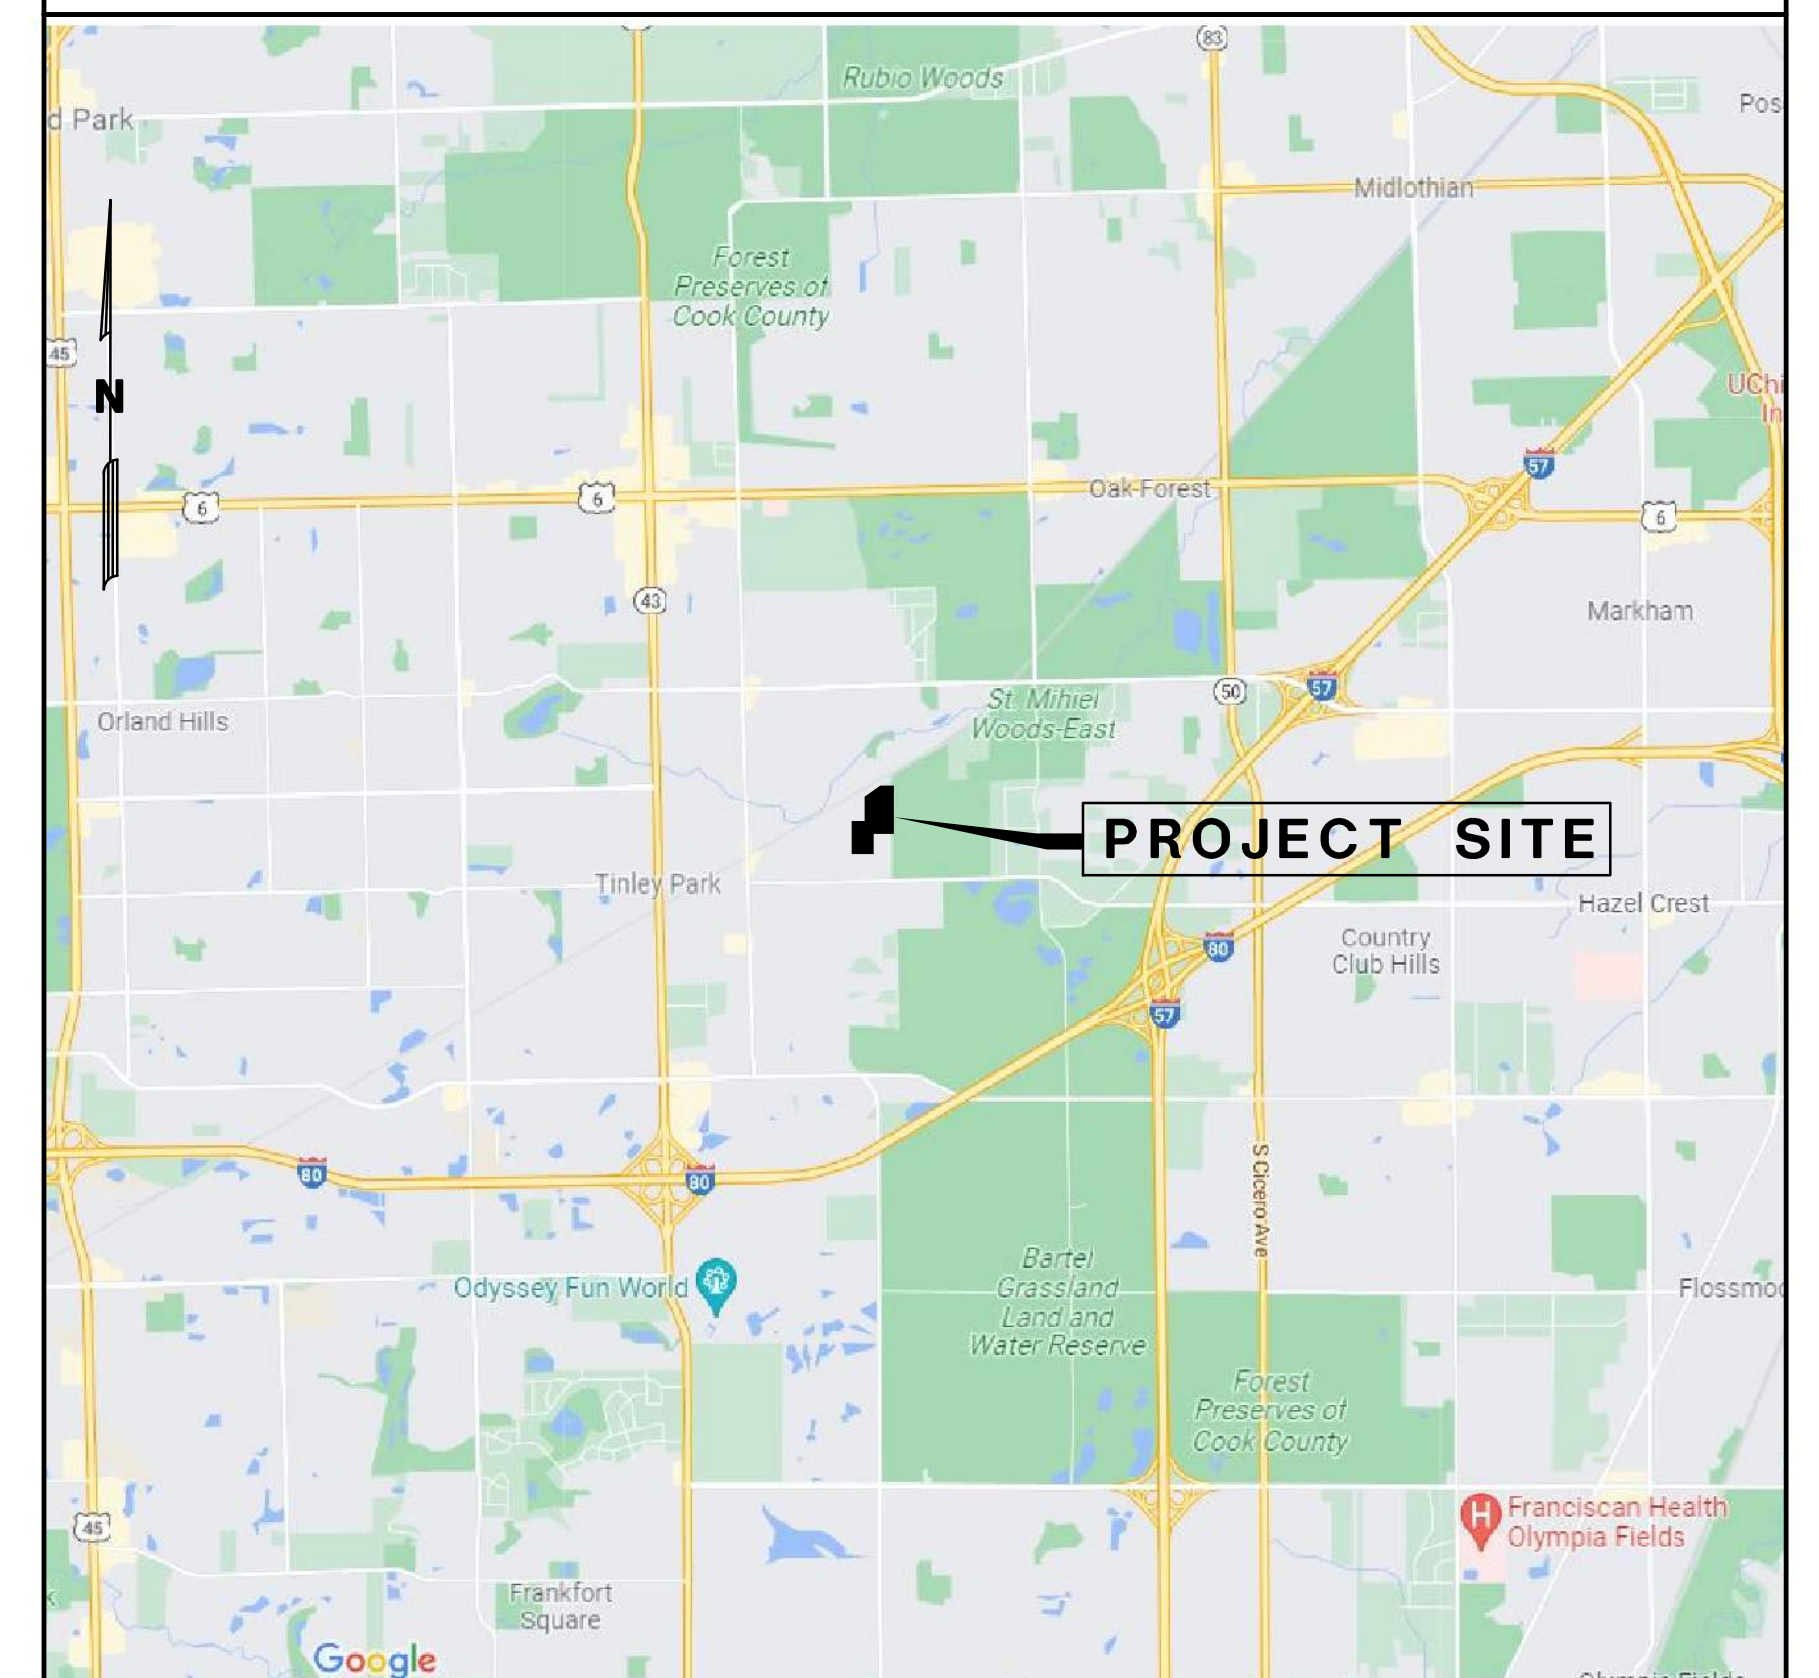 83
Rubio Woods
Pos
d Park
Midlothian
Forest
Preserves of
Cook County
45
N
UChi
In
57
6
6
Oak Forest
6
43
Markham
50
57
St. Mihiel
Woods-East
Orland Hills
PROJECT SITE
Tinley Park
Hazel Crest
Country
Club Hills
80
57
80
80
S Cicero Ave
Bartel
Grassland
Land and
Water Reserve
Odyssey Fun World
Flossmoo
Forest
Preserves of
Cook County
45
H
Franciscan Health
Olympia Fields
k
Frankfort
Square
Google